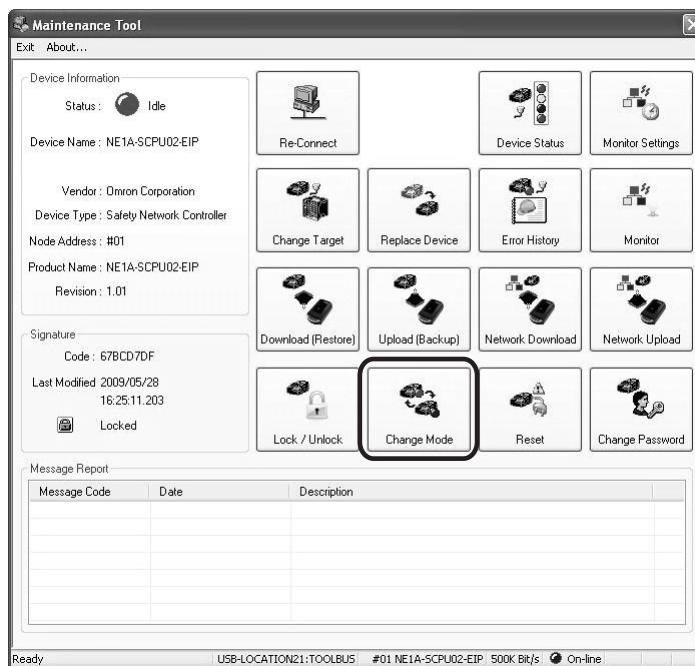 Maintenance Tool
Exit About...
Device Information
Status : Idle
Device Name : NE1A-SCPU02-EIP
Vendor : Omron Corporation
Device Type : Safety Network Controller
Node Address : #01
Product Name : NE1A-SCPU02-EIP
Revision : 1.01
Signature
Code : 67BCD7DF
Last Modified 2009/05/28
16:25:11.203
Locked
Re-Connect
Device Status
Monitor Settings
Change Target
Replace Device
Error History
Monitor
Download (Restore)
Upload (Backup)
Network Download
Network Upload
Lock / Unlock
Change Mode
Reset
Change Password
Message Report
Message Code Date Description
Ready USB-LOCATION21:TOOLBUS #01 NE1A-SCPU02-EIP 500K Bit/s On-line